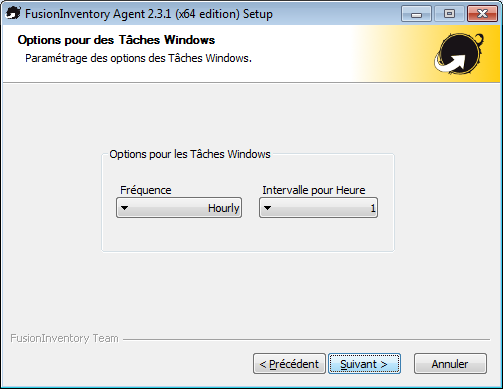 FusionInventory Agent 2.3.1 (x64 edition) Setup
Options pour des Tâches Windows
Paramétrage des options des Tâches Windows.
Options pour les Tâches Windows
Fréquence Intervalle pour Heure
Hourly 1
FusionInventory Team
< Précédent Suivant > Annuler